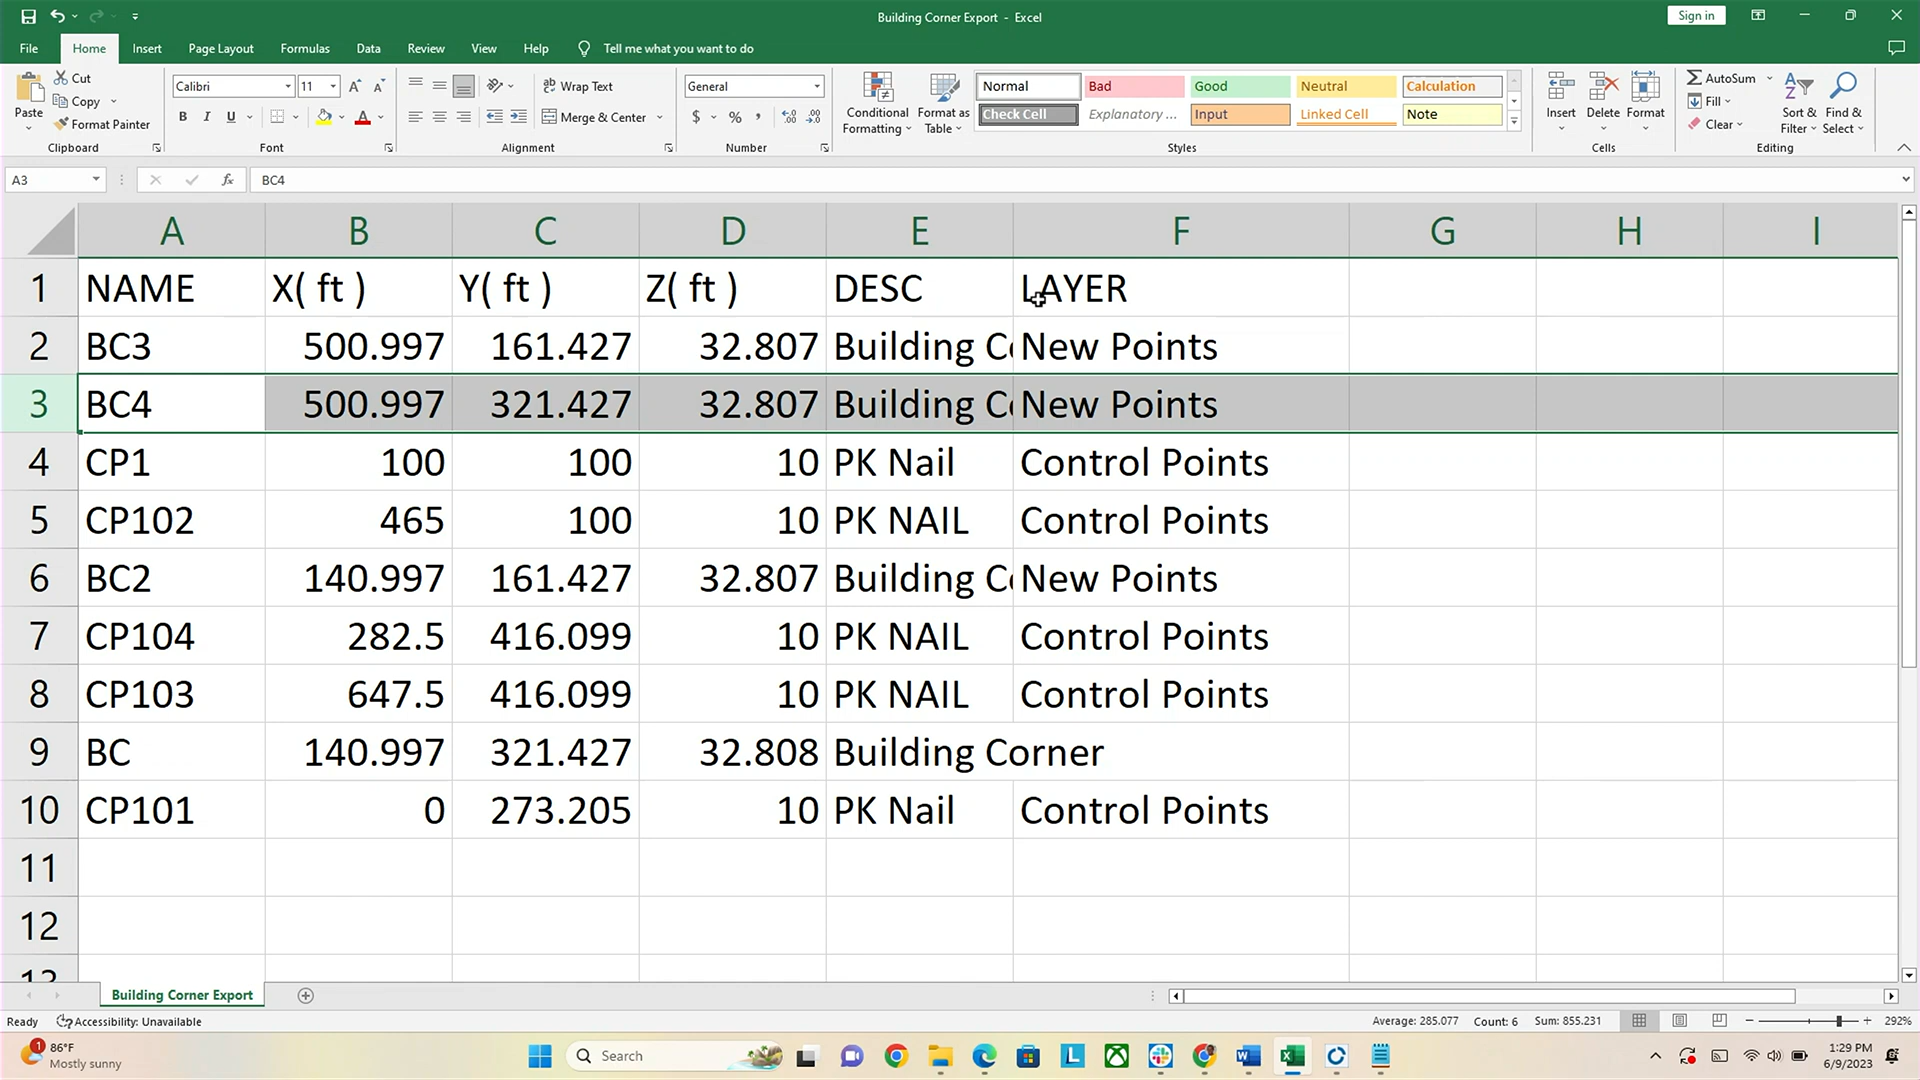 Building Corner Export - Excel
Sign in
File Home Insert Page Layout Formulas Data Review View Help Tell me what you want to do
Paste
Cut
Copy
Format Painter
Clipboard
Calibri 11
B I U
Font
Wrap Text
Merge & Center
Alignment
General
$ % ,
Number
Conditional Formatting
Format as Table
Normal Bad Good Neutral Calculation
Check Cell Explanatory ... Input Linked Cell Note
Styles
Insert Delete Format
Cells
AutoSum
Fill
Clear
Sort & Filter
Find & Select
Editing
A3 fx BC4
A B C D E F G H I
1 NAME X( ft ) Y( ft ) Z( ft ) DESC LAYER
2 BC3 500.997 161.427 32.807 Building Co New Points
3 BC4 500.997 321.427 32.807 Building Co New Points
4 CP1 100 100 10 PK Nail Control Points
5 CP102 465 100 10 PK NAIL Control Points
6 BC2 140.997 161.427 32.807 Building Co New Points
7 CP104 282.5 416.099 10 PK NAIL Control Points
8 CP103 647.5 416.099 10 PK NAIL Control Points
9 BC 140.997 321.427 32.808 Building Corner
10 CP101 0 273.205 10 PK Nail Control Points
11
12
13
Building Corner Export
Ready Accessibility: Unavailable Average: 285.077 Count: 6 Sum: 855.231 292%
1 86°F
Mostly sunny
Search
1:29 PM
6/9/2023